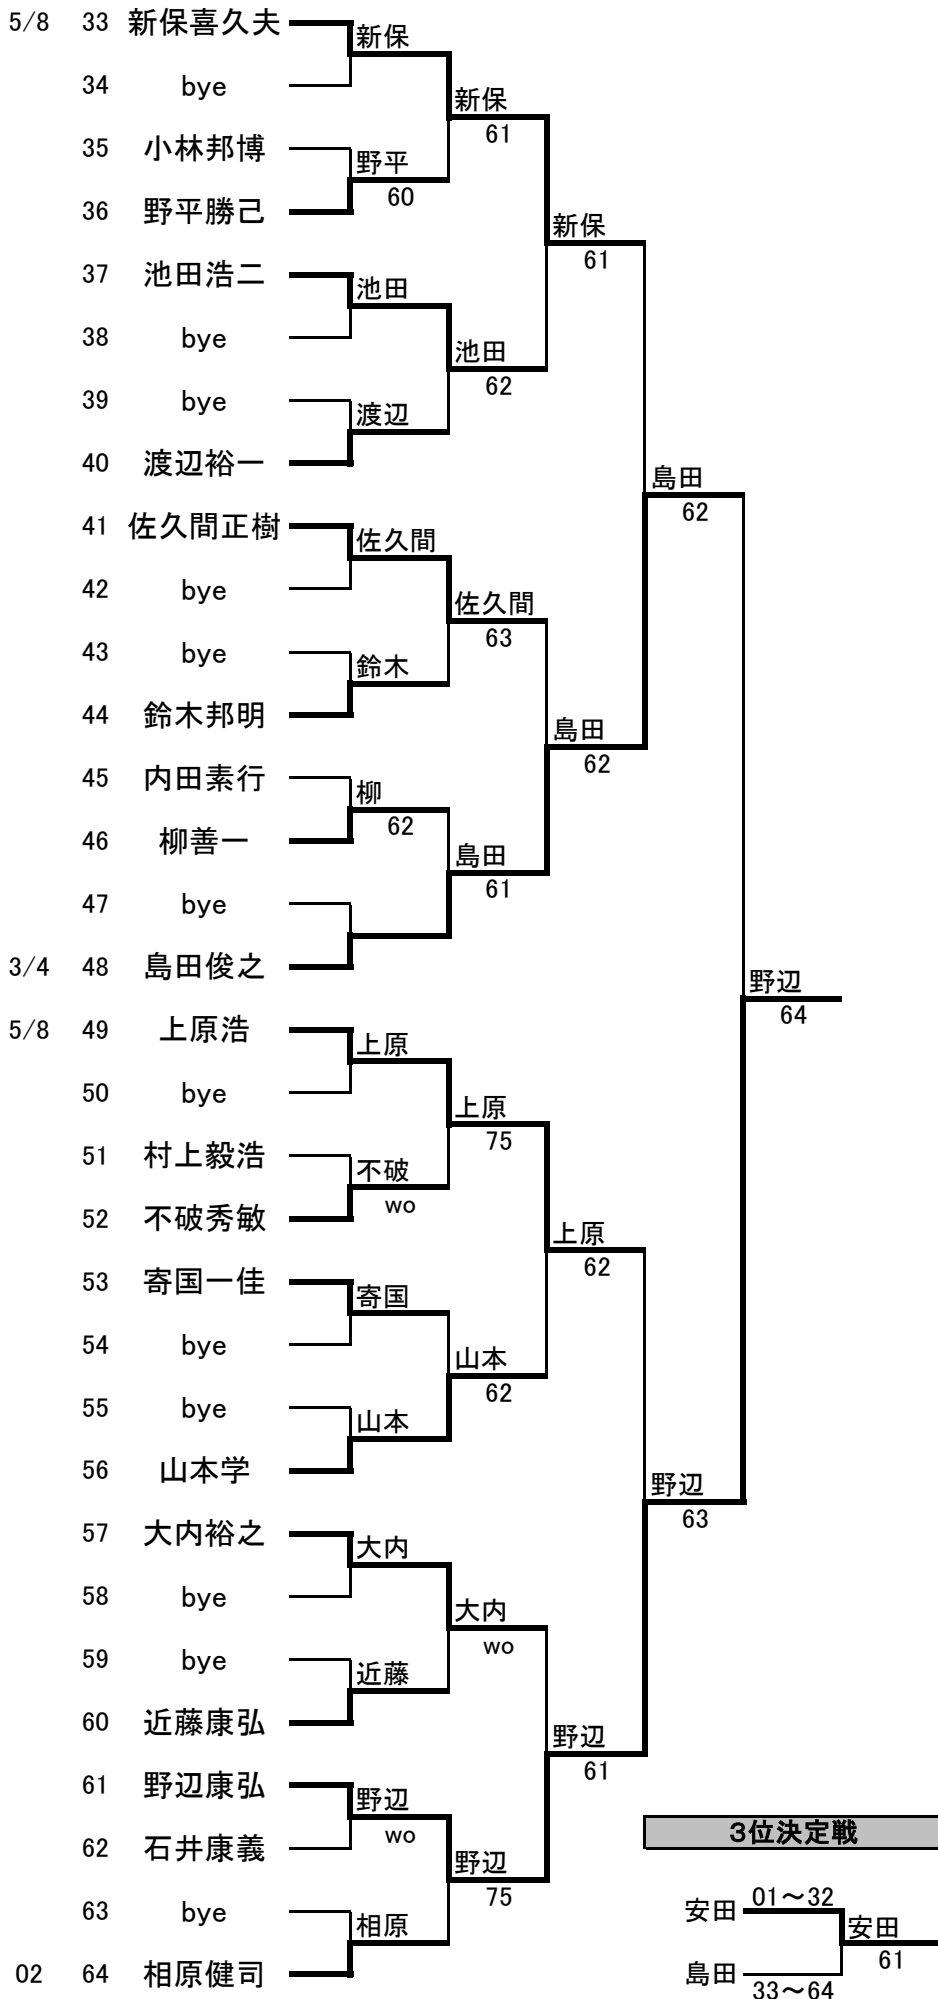 5/8 33 新保喜久夫
新保
34 bye
新保
61
35 小林邦博
野平
60
36 野平勝己
新保
61
37 池田浩二
池田
38 bye
池田
62
39 bye
渡辺
40 渡辺裕一
島田
62
41 佐久間正樹
佐久間
42 bye
佐久間
63
43 bye
鈴木
44 鈴木邦明
島田
62
45 内田素行
柳
62
46 柳善一
島田
61
47 bye
3/4 48 島田俊之
野辺
64
5/8 49 上原浩
上原
50 bye
上原
75
51 村上毅浩
不破
wo
52 不破秀敏
上原
62
53 寄国一佳
寄国
54 bye
山本
62
55 bye
山本
56 山本学
野辺
63
57 大内裕之
大内
58 bye
大内
wo
59 bye
近藤
60 近藤康弘
野辺
61
61 野辺康弘
野辺
wo
62 石井康義
野辺
75
63 bye
相原
02 64 相原健司
3位決定戦
安田 01～32
安田
61
島田 33～64